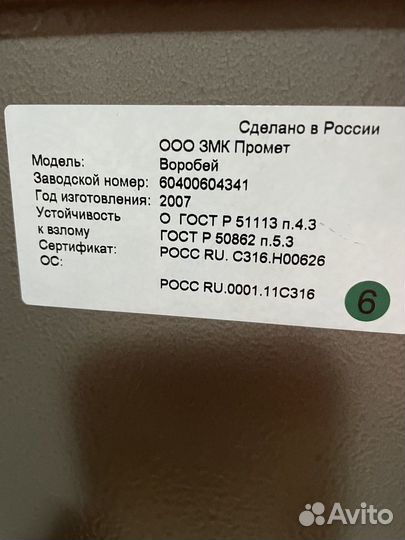 Сделано в России
ООО ЗМК Промет
Модель: Воробей
Заводской номер: 60400604341
Год изготовления: 2007
Устойчивость О ГОСТ Р 51113 п.4.3
к взлому ГОСТ Р 50862 п.5.3
Сертификат: РОСС RU. С316.Н00626
ОС:
РОСС RU.0001.11С316
6
Avito